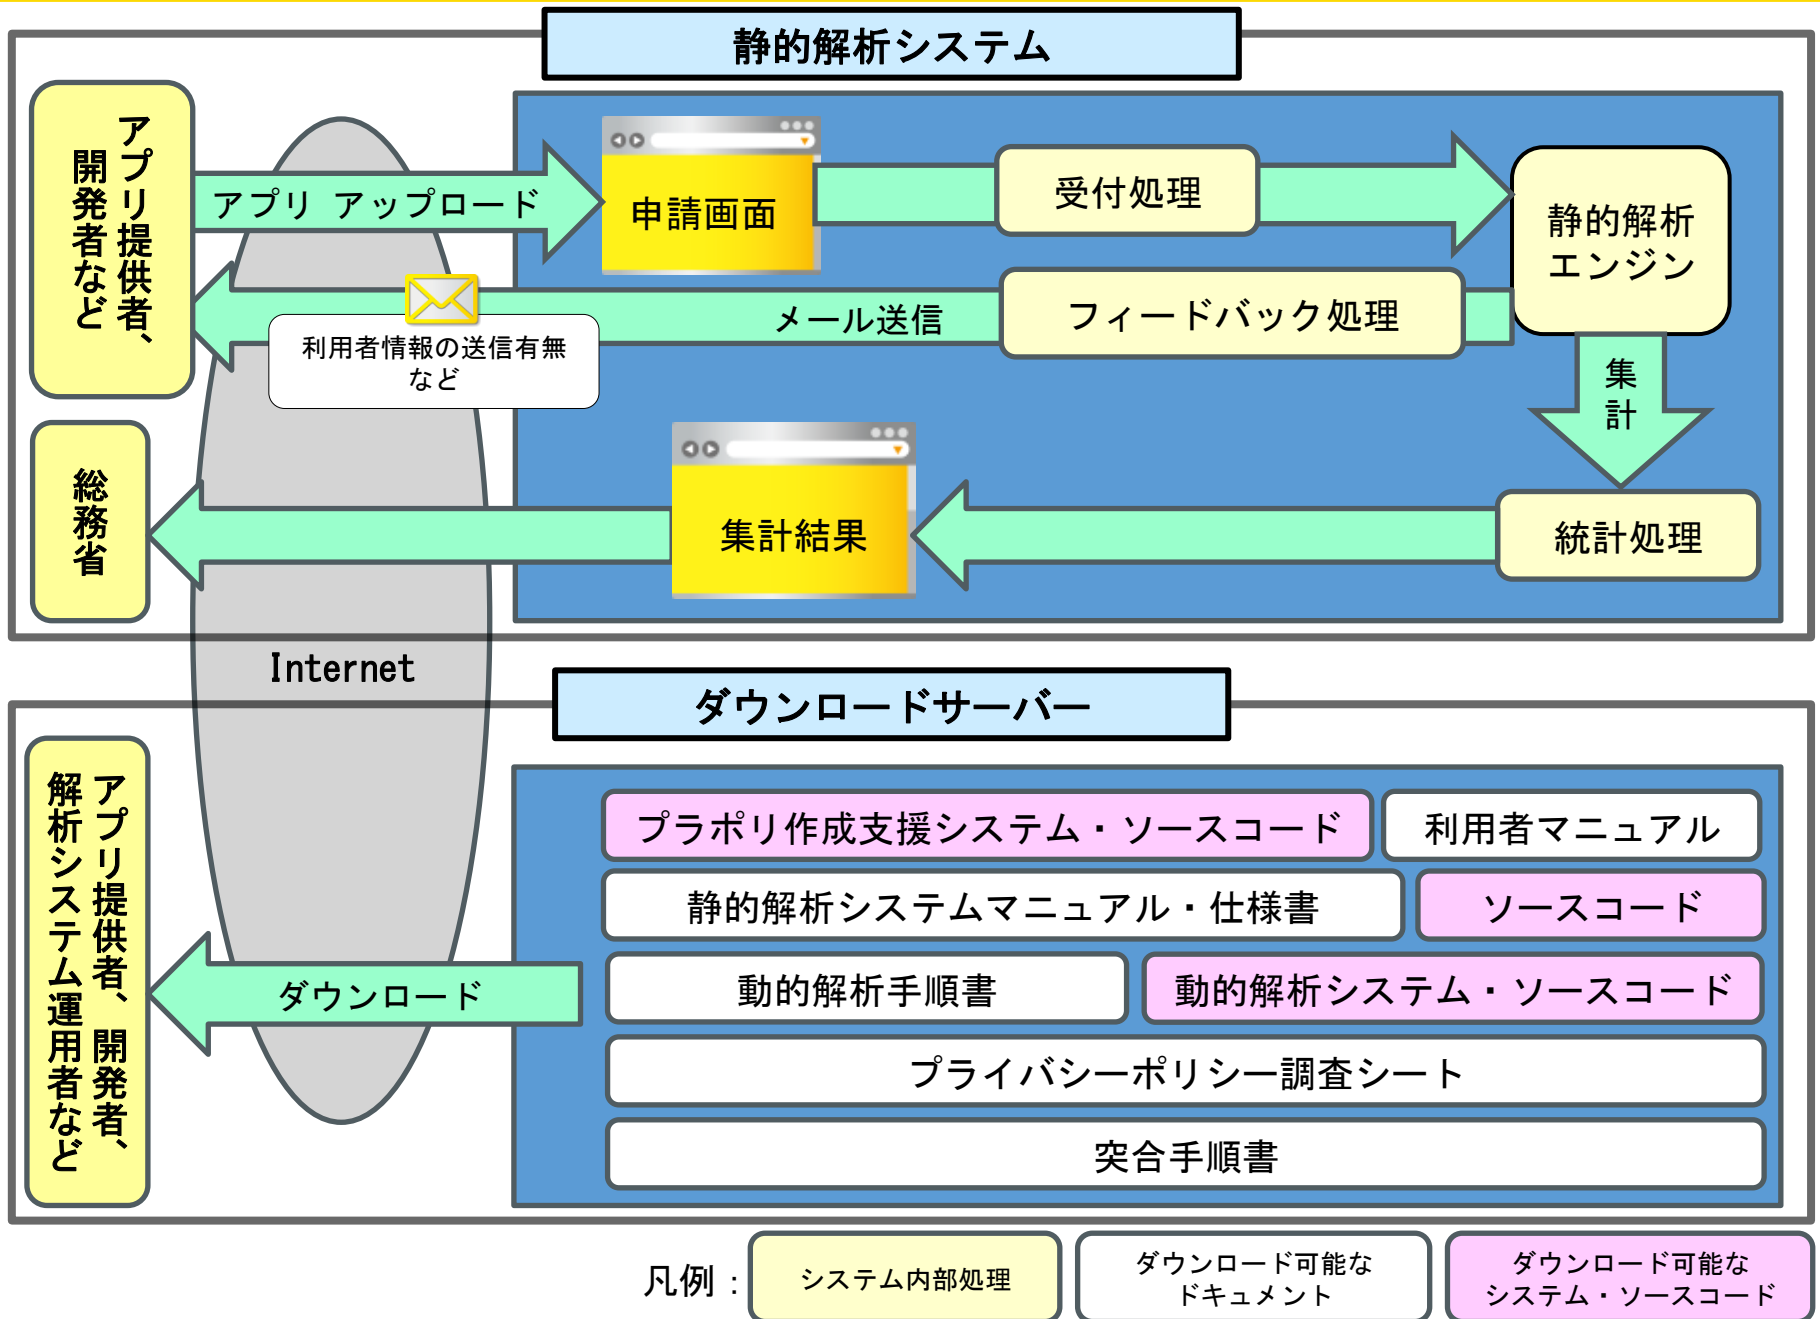 静的解析システム
アプリ提供者、
開発者など
アプリ アップロード
申請画面
受付処理
静的解析
エンジン
メール送信
フィードバック処理
利用者情報の送信有無
など
集
計
総務省
集計結果
統計処理
Internet
ダウンロードサーバー
アプリ提供者、開発者、
解析システム運用者など
ダウンロード
プラポリ作成支援システム・ソースコード
利用者マニュアル
静的解析システムマニュアル・仕様書
ソースコード
動的解析手順書
動的解析システム・ソースコード
プライバシーポリシー調査シート
突合手順書
凡例：
システム内部処理
ダウンロード可能な
ドキュメント
ダウンロード可能な
システム・ソースコード